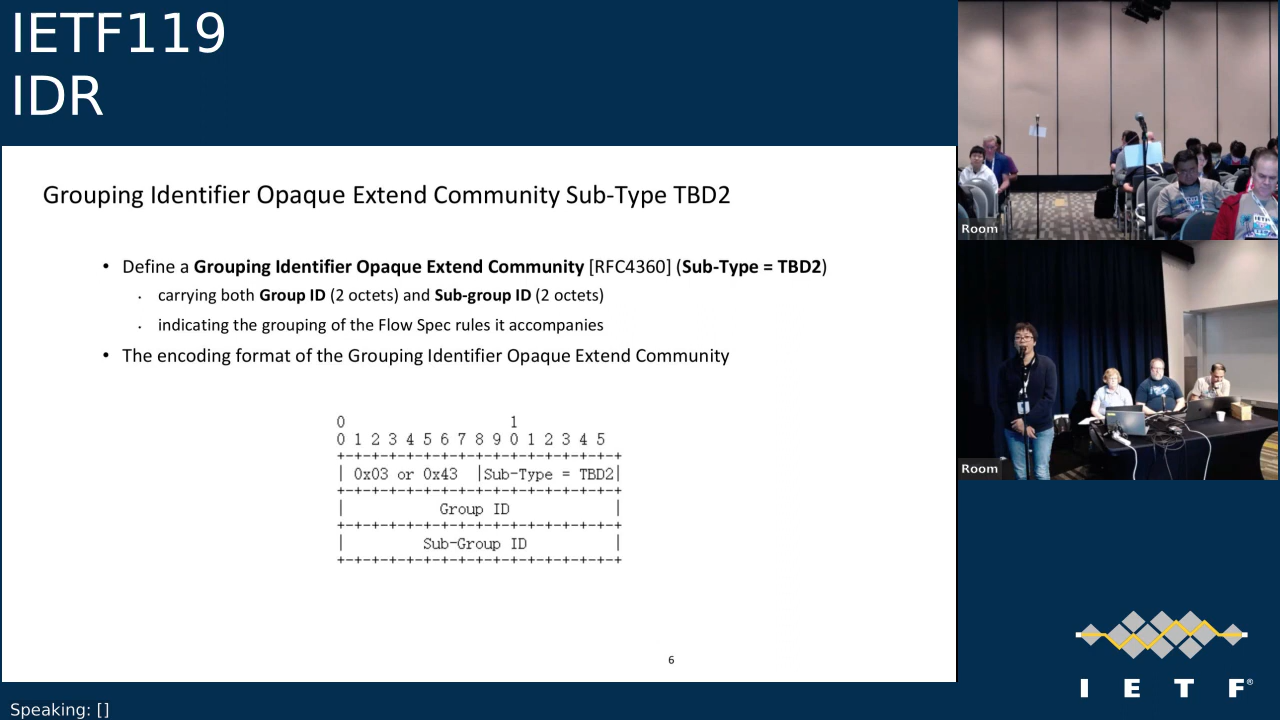 IETF119
IDR
Grouping Identifier Opaque Extend Community Sub-Type TBD2
• Define a Grouping Identifier Opaque Extend Community [RFC4360] (Sub-Type = TBD2)
· carrying both Group ID (2 octets) and Sub-group ID (2 octets)
· indicating the grouping of the Flow Spec rules it accompanies
• The encoding format of the Grouping Identifier Opaque Extend Community
0                   1
0 1 2 3 4 5 6 7 8 9 0 1 2 3 4 5
+-+-+-+-+-+-+-+-+-+-+-+-+-+-+-+-+
| 0x03 or 0x43 |Sub-Type = TBD2|
+-+-+-+-+-+-+-+-+-+-+-+-+-+-+-+-+
| Group ID |
+-+-+-+-+-+-+-+-+-+-+-+-+-+-+-+-+
| Sub-Group ID |
+-+-+-+-+-+-+-+-+-+-+-+-+-+-+-+-+
6
Room
Room
I E T F®
Speaking: []